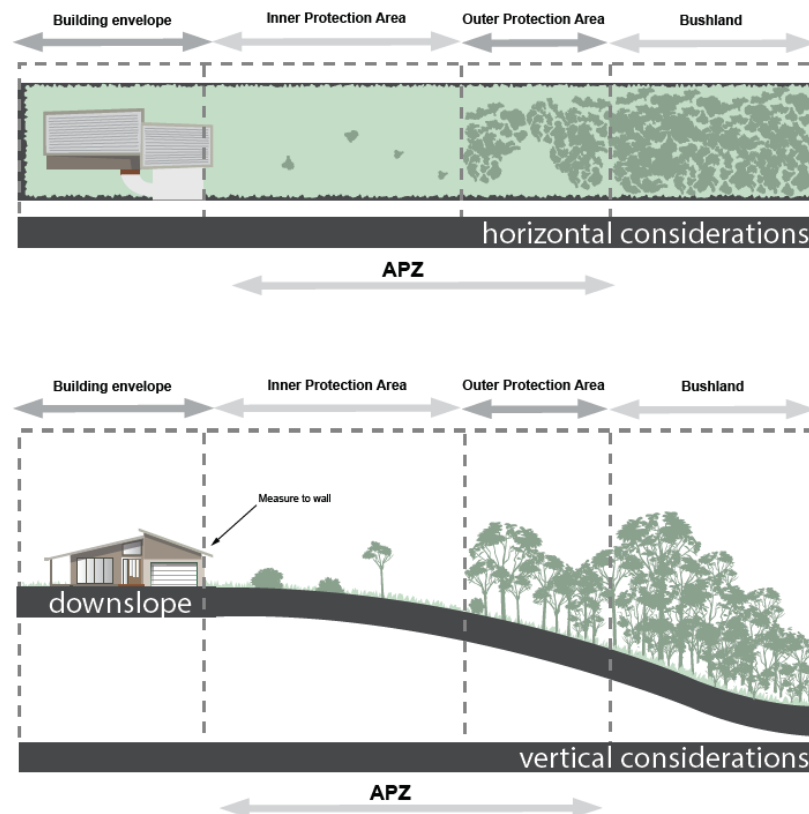 Building envelope
Inner Protection Area
Outer Protection Area
Bushland
horizontal considerations
APZ
Building envelope
Inner Protection Area
Outer Protection Area
Bushland
Measure to wall
downslope
vertical considerations
APZ